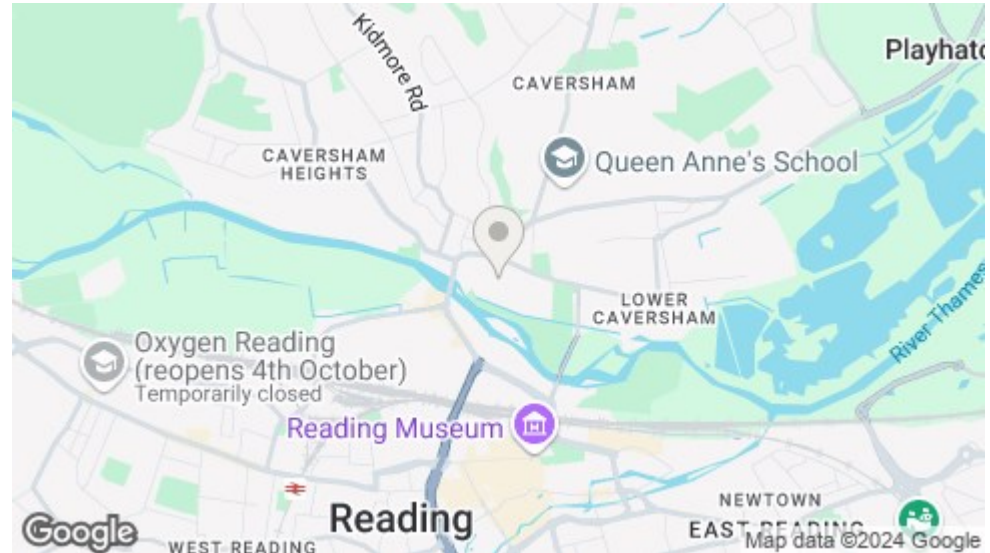 Kidmore Rd
Playhatc
CAVERSHAM
CAVERSHAM
HEIGHTS
Queen Anne's School
LOWER
CAVERSHAM
River Thames
Oxygen Reading
(reopens 4th October)
Temporarily closed
Reading Museum
Reading
NEWTOWN
EAST READING
WEST READING
Google
Map data ©2024 Google